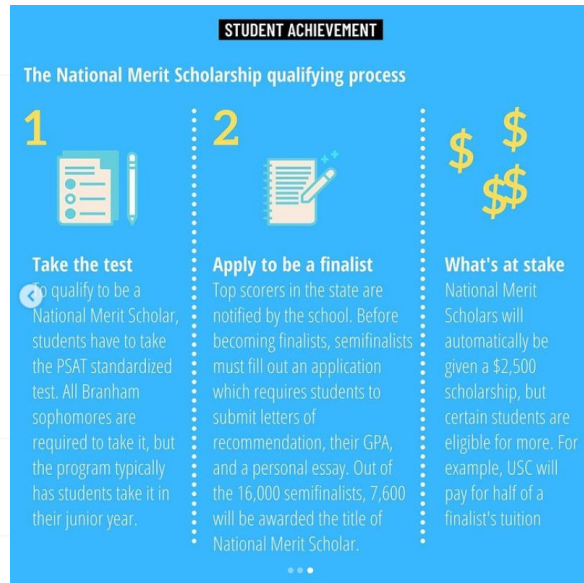 STUDENT ACHIEVEMENT
The National Merit Scholarship qualifying process
1
Take the test
To qualify to be a
National Merit Scholar,
students have to take
the PSAT standardized
test. All Branham
sophomores are
required to take it, but
the program typically
has students take it in
their junior year.
2
Apply to be a finalist
Top scorers in the state are
notified by the school. Before
becoming finalists, semifinalists
must fill out an application
which requires students to
submit letters of
recommendation, their GPA,
and a personal essay. Out of
the 16,000 semifinalists, 7,600
will be awarded the title of
National Merit Scholar.
$ $
$$
What's at stake
National Merit
Scholars will
automatically be
given a $2,500
scholarship, but
certain students are
eligible for more. For
example, USC will
pay for half of a
finalist's tuition